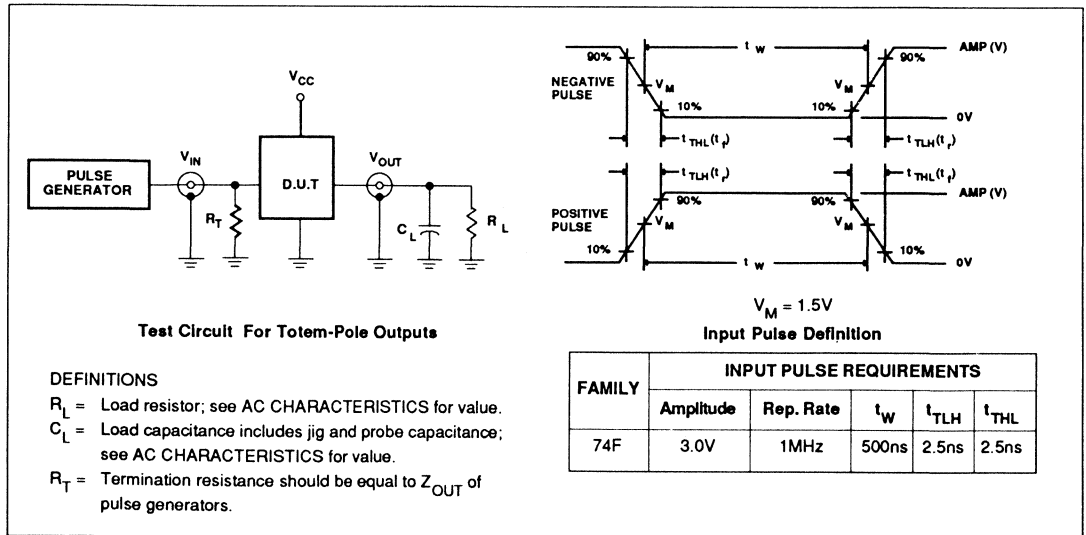 V_CC
V_IN
V_OUT
PULSE GENERATOR
D.U.T
R_T
C_L
R_L
Test Circuit For Totem-Pole Outputs
DEFINITIONS
R_L = Load resistor; see AC CHARACTERISTICS for value.
C_L = Load capacitance includes jig and probe capacitance;
see AC CHARACTERISTICS for value.
R_T = Termination resistance should be equal to Z_OUT of
pulse generators.
t_W
AMP (V)
90%
90%
NEGATIVE
PULSE
V_M
V_M
10%
10%
0V
t_THL (t_f)
t_TLH (t_r)
t_TLH (t_r)
t_THL (t_f)
AMP (V)
90%
90%
POSITIVE
PULSE
V_M
V_M
10%
10%
t_W
0V
V_M = 1.5V
Input Pulse Definition
FAMILY
INPUT PULSE REQUIREMENTS
Amplitude Rep. Rate t_W t_TLH t_THL
74F 3.0V 1MHz 500ns 2.5ns 2.5ns